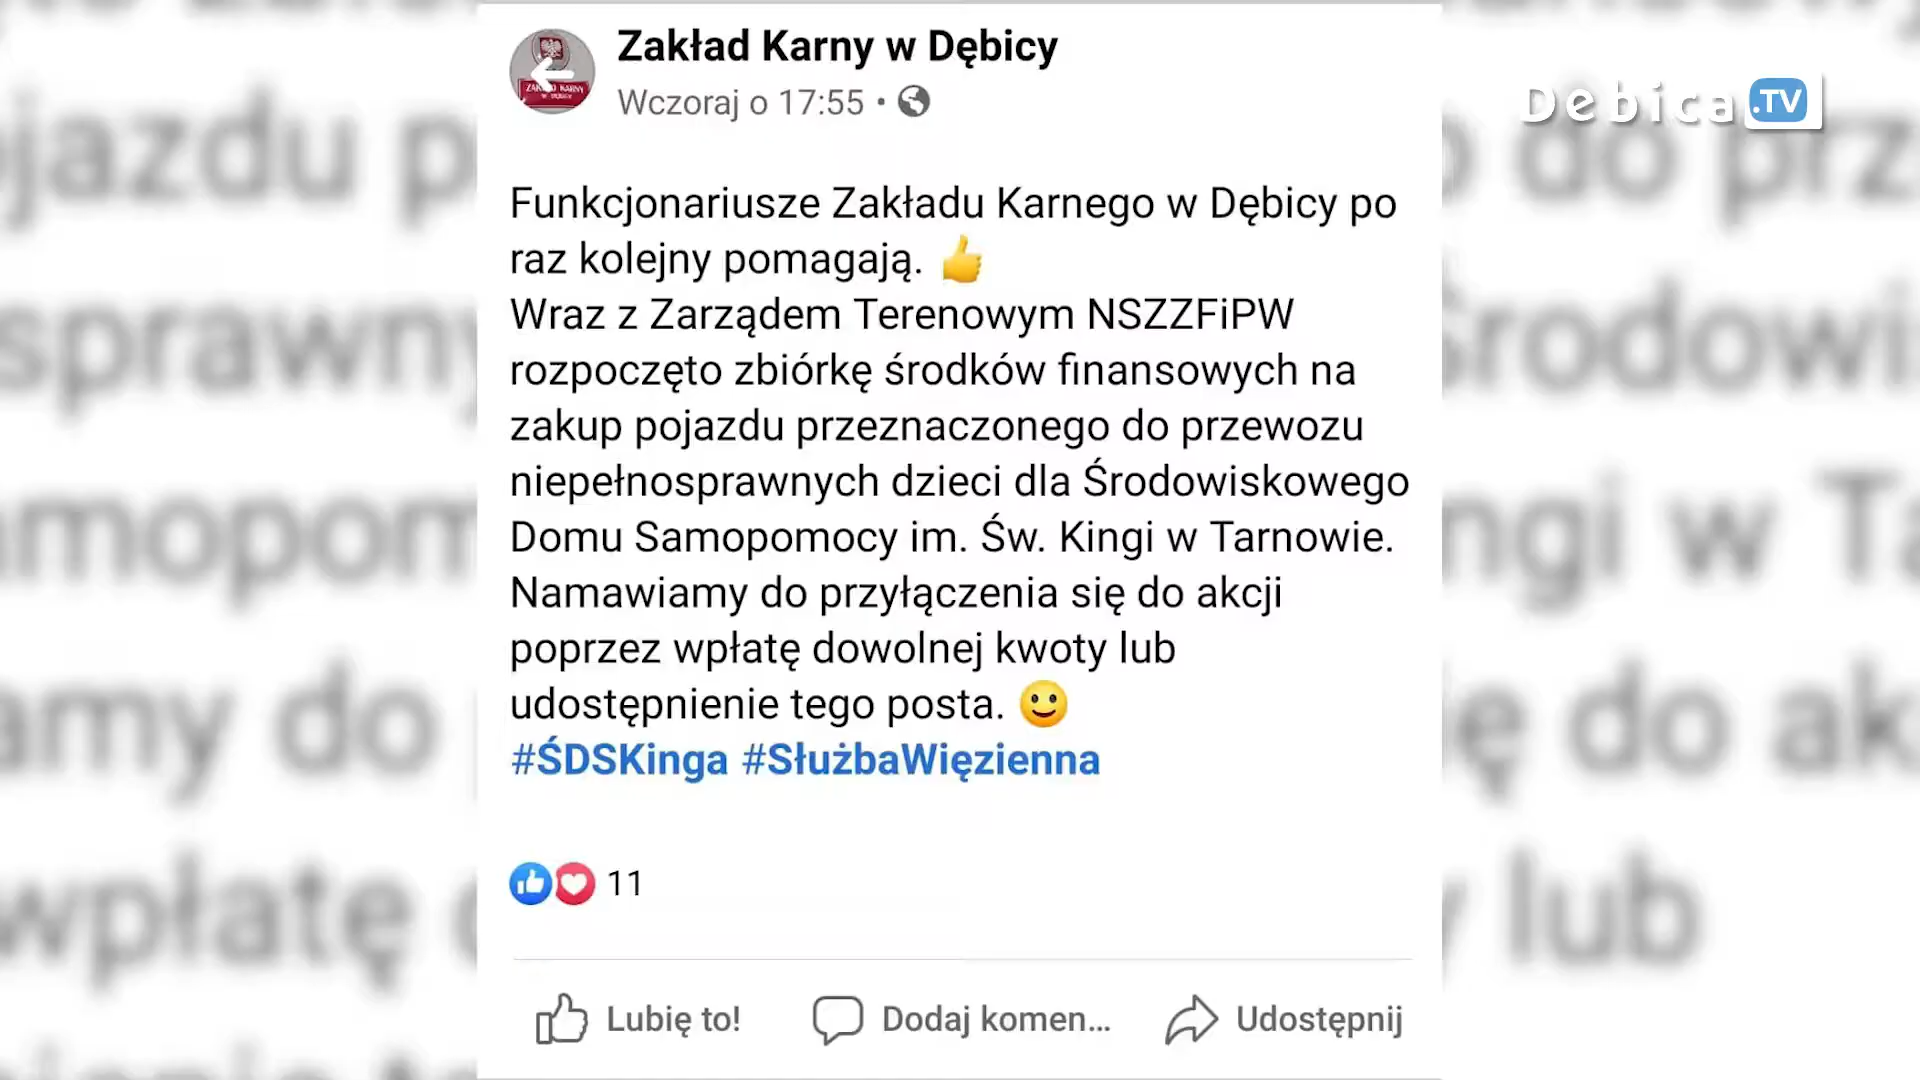 Zakład Karny w Dębicy
Wczoraj o 17:55 •
Debica.TV
Funkcjonariusze Zakładu Karnego w Dębicy po
raz kolejny pomagają. 👍
Wraz z Zarządem Terenowym NSZZFiPW
rozpoczęto zbiórkę środków finansowych na
zakup pojazdu przeznaczonego do przewozu
niepełnosprawnych dzieci dla Środowiskowego
Domu Samopomocy im. Św. Kingi w Tarnowie.
Namawiamy do przyłączenia się do akcji
poprzez wpłatę dowolnej kwoty lub
udostępnienie tego posta. 🙂
#ŚDSKinga #SłużbaWięzienna
11
Lubię to! Dodaj komen... Udostępnij